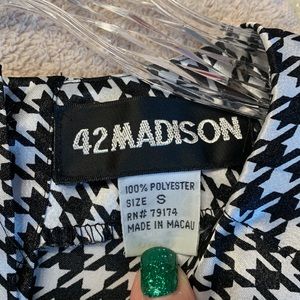 42MADISON
100% POLYESTER
SIZE S
RN# 79174
MADE IN MACAU